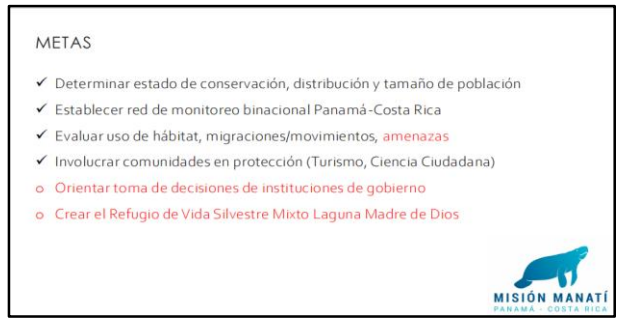 METAS
✓ Determinar estado de conservación, distribución y tamaño de población
✓ Establecer red de monitoreo binacional Panamá-Costa Rica
✓ Evaluar uso de hábitat, migraciones/movimientos, amenazas
✓ Involucrar comunidades en protección (Turismo, Ciencia Ciudadana)
o Orientar toma de decisiones de instituciones de gobierno
o Crear el Refugio de Vida Silvestre Mixto Laguna Madre de Dios
MISIÓN MANATÍ
PANAMÁ - COSTA RICA